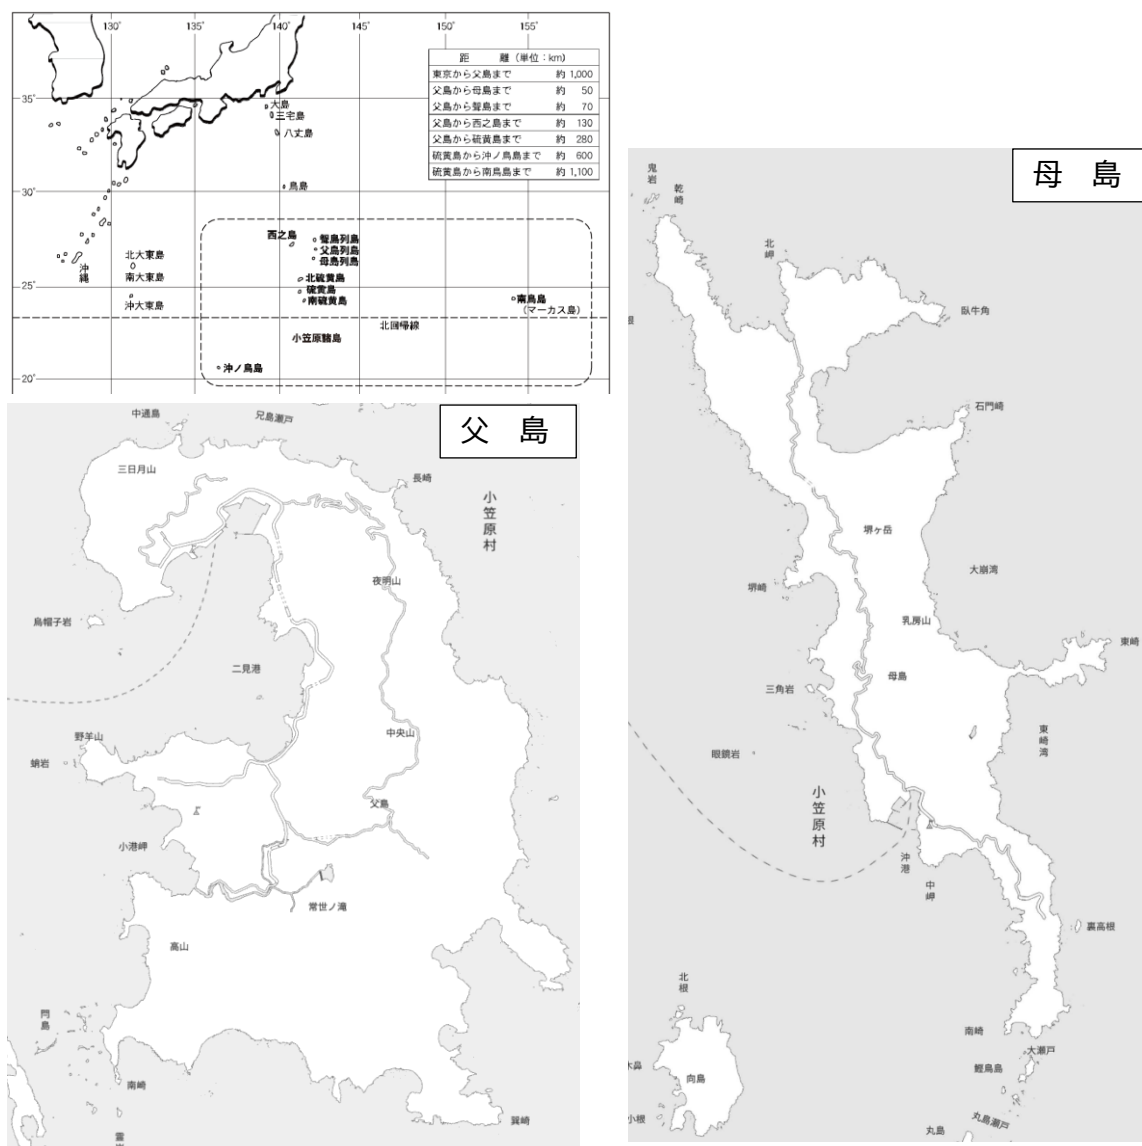 130° 135° 140° 145° 150° 155°
距　離（単位：km）
東京から父島まで 約 1,000
父島から母島まで 約 50
父島から聟島まで 約 70
父島から西之島まで 約 130
父島から硫黄島まで 約 280
硫黄島から沖ノ鳥島まで 約 600
硫黄島から南鳥島まで 約 1,100
35°
大島
三宅島
八丈島
30°
鳥島
西之島
聟島列島
父島列島
母島列島
北大東島
南大東島
沖大東島
沖縄
25°
北硫黄島
硫黄島
南硫黄島
南鳥島
（マーカス島）
北回帰線
小笠原諸島
沖ノ鳥島
20°
父　島
中通島
兄島瀬戸
三日月山
長崎
小笠原村
夜明山
烏帽子岩
二見港
野羊山
中央山
蛸岩
父島
小港岬
常世ノ滝
高山
南崎
巽崎
母　島
鬼岩
乾崎
北岬
臥牛角
根
石門崎
堺ヶ岳
大崩湾
堺崎
乳房山
東崎
母島
三角岩
東崎湾
眼鏡岩
小笠原村
沖港
中岬
裏高根
北根
南崎
大瀬戸
鰹鳥島
木鼻
向島
小根
丸島瀬戸
丸島